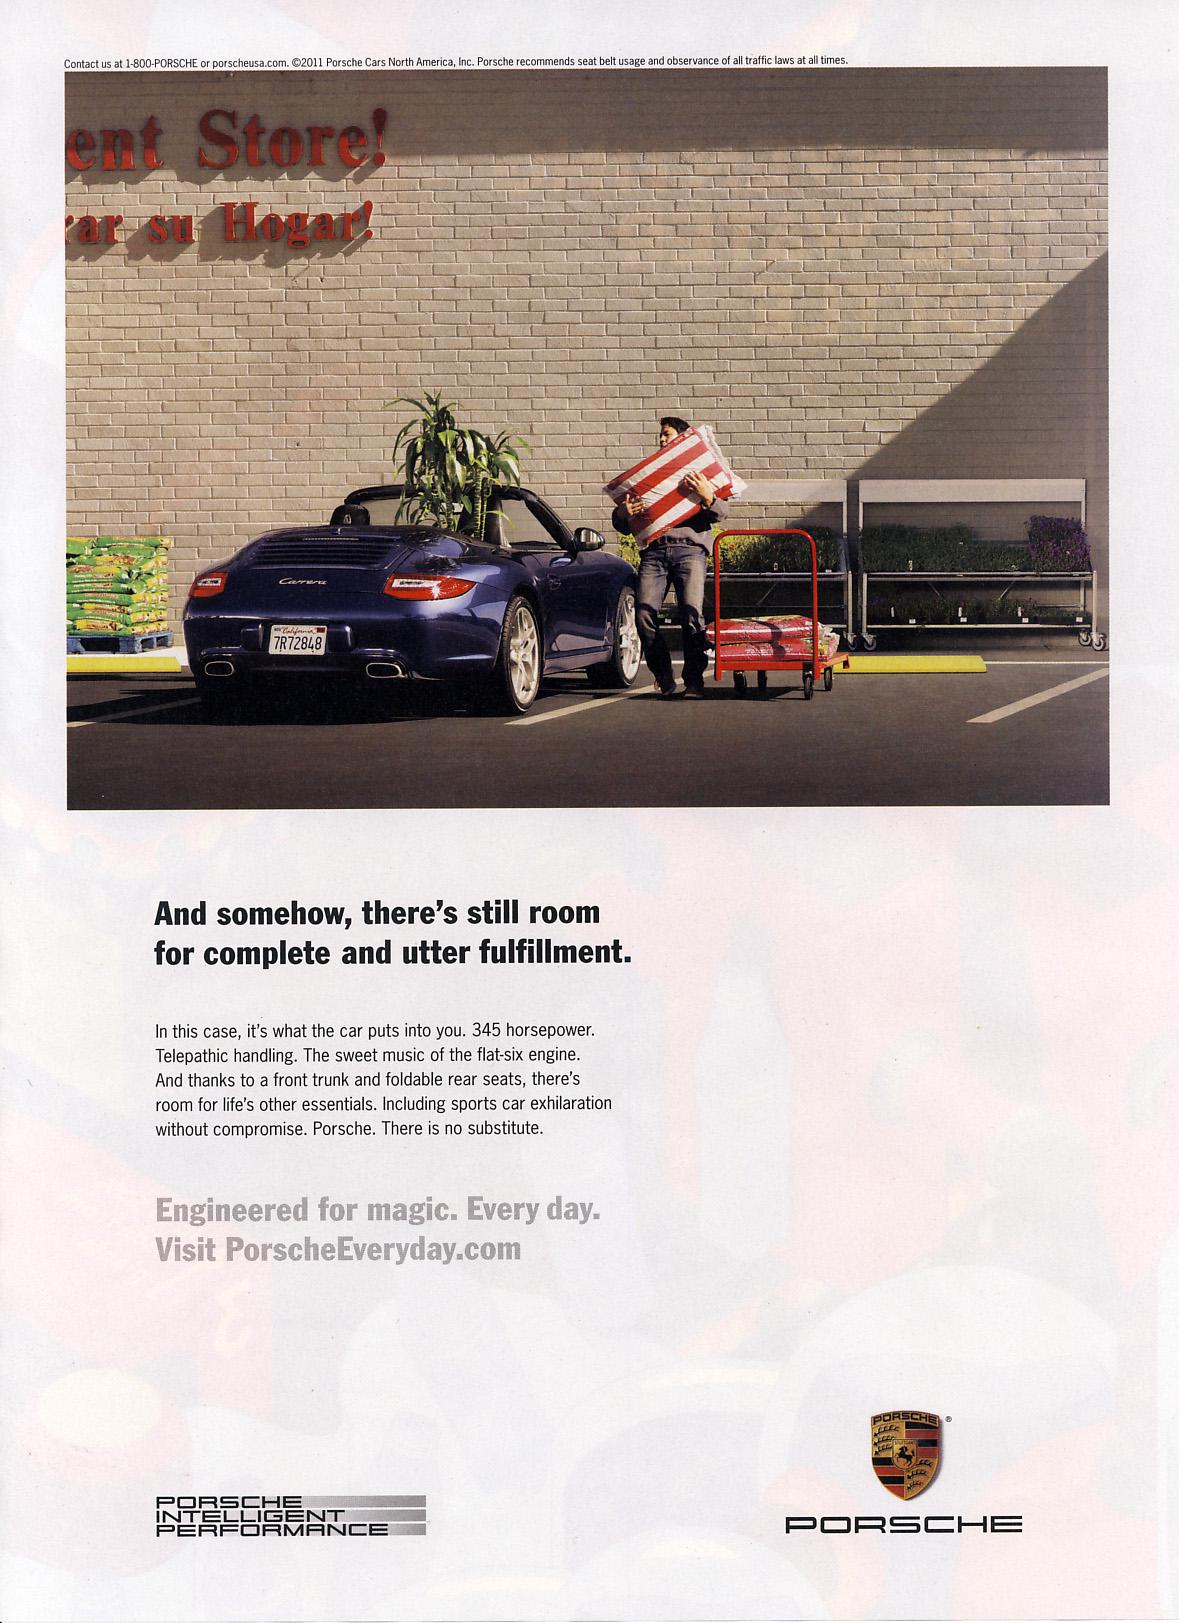 Contact us at 1-800-PORSCHE or porscheusa.com. ©2011 Porsche Cars North America, Inc. Porsche recommends seat belt usage and observance of all traffic laws at all times.
ent Store!
rar su Hogar!
Carrera
California
7R72848
And somehow, there's still room
for complete and utter fulfillment.
In this case, it's what the car puts into you. 345 horsepower.
Telepathic handling. The sweet music of the flat-six engine.
And thanks to a front trunk and foldable rear seats, there's
room for life's other essentials. Including sports car exhilaration
without compromise. Porsche. There is no substitute.
Engineered for magic. Every day.
Visit PorscheEveryday.com
PORSCHE
®
PORSCHE
INTELLIGENT
PERFORMANCE
PORSCHE